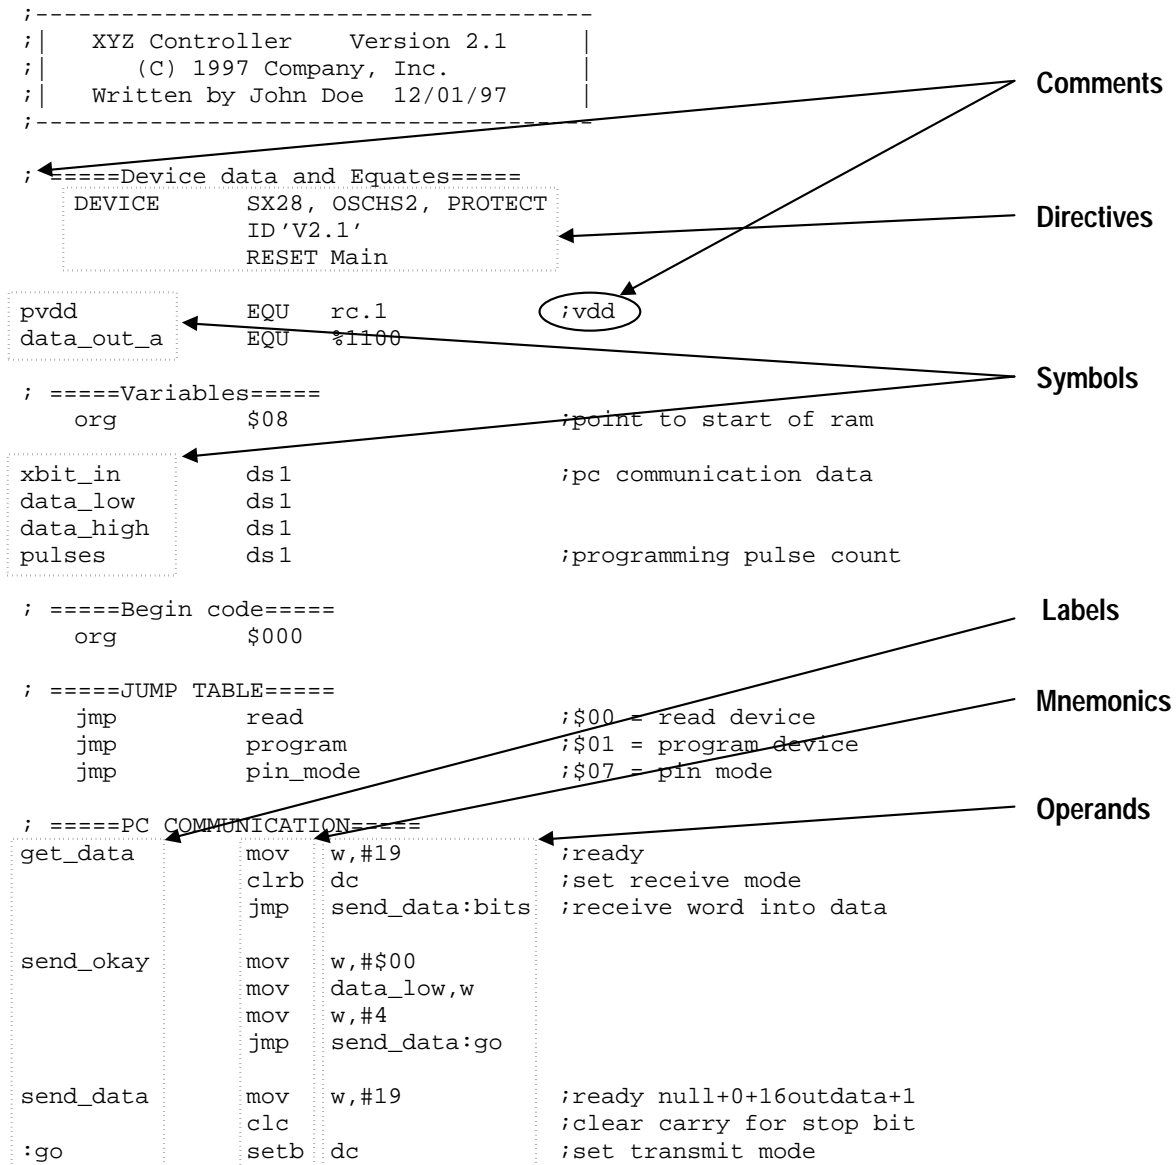 ;---------------------------------------
;|   XYZ Controller    Version 2.1     |
;|      (C) 1997 Company, Inc.         |
;|   Written by John Doe  12/01/97     |
;---------------------------------------
Comments
; =====Device data and Equates=====
DEVICE      SX28, OSCHS2, PROTECT
Directives
ID 'V2.1'
RESET Main
pvdd            EQU   rc.1            ;vdd
data_out_a      EQU   %1100
Symbols
; =====Variables=====
org         $08                   ;point to start of ram
xbit_in         ds 1                  ;pc communication data
data_low        ds 1
data_high       ds 1
pulses          ds 1                  ;programming pulse count
; =====Begin code=====
Labels
org         $000
; =====JUMP TABLE=====
Mnemonics
jmp         read                  ;$00 = read device
jmp         program               ;$01 = program device
jmp         pin_mode              ;$07 = pin mode
Operands
; =====PC COMMUNICATION=====
get_data        mov   w,#19           ;ready
clrb  dc              ;set receive mode
jmp   send_data:bits  ;receive word into data
send_okay       mov   w,#$00
mov   data_low,w
mov   w,#4
jmp   send_data:go
send_data       mov   w,#19           ;ready null+0+16outdata+1
clc                   ;clear carry for stop bit
:go             setb  dc              ;set transmit mode